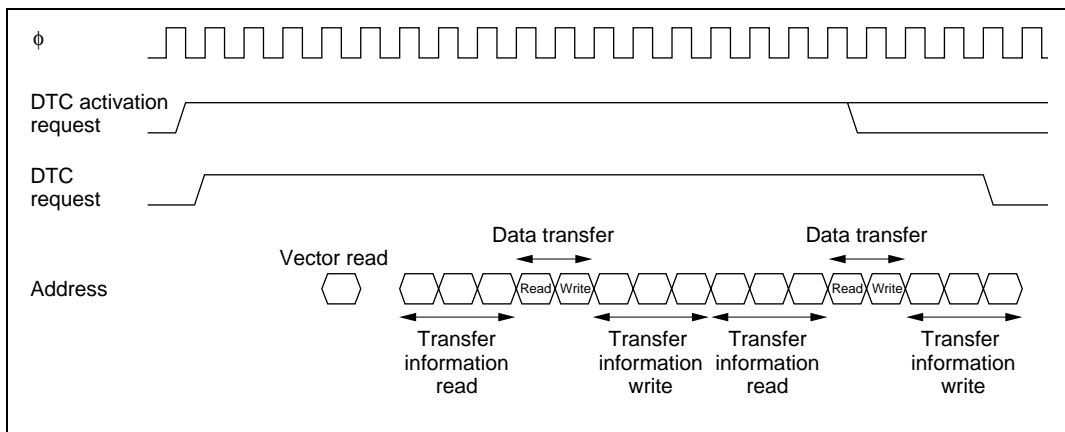 ϕ
DTC activation
request
DTC
request
Data transfer
Data transfer
Vector read
Address
Read
Write
Read
Write
Transfer
information
read
Transfer
information
write
Transfer
information
read
Transfer
information
write